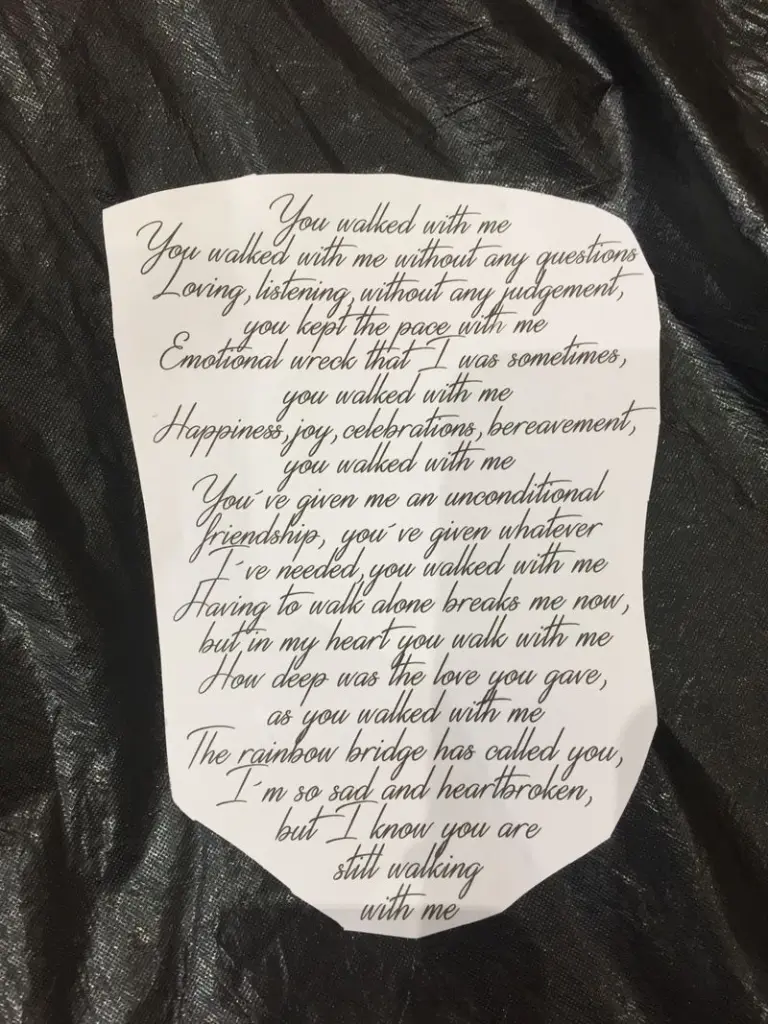 You walked with me
You walked with me without any questions
Loving, listening, without any judgement,
you kept the pace with me
Emotional wreck that I was sometimes,
you walked with me
Happiness, joy, celebrations, bereavement,
you walked with me
You´ve given me an unconditional
friendship, you´ve given whatever
I´ve needed, you walked with me
Having to walk alone breaks me now,
but in my heart you walk with me
How deep was the love you gave,
as you walked with me
The rainbow bridge has called you,
I´m so sad and heartbroken,
but I know you are
still walking
with me